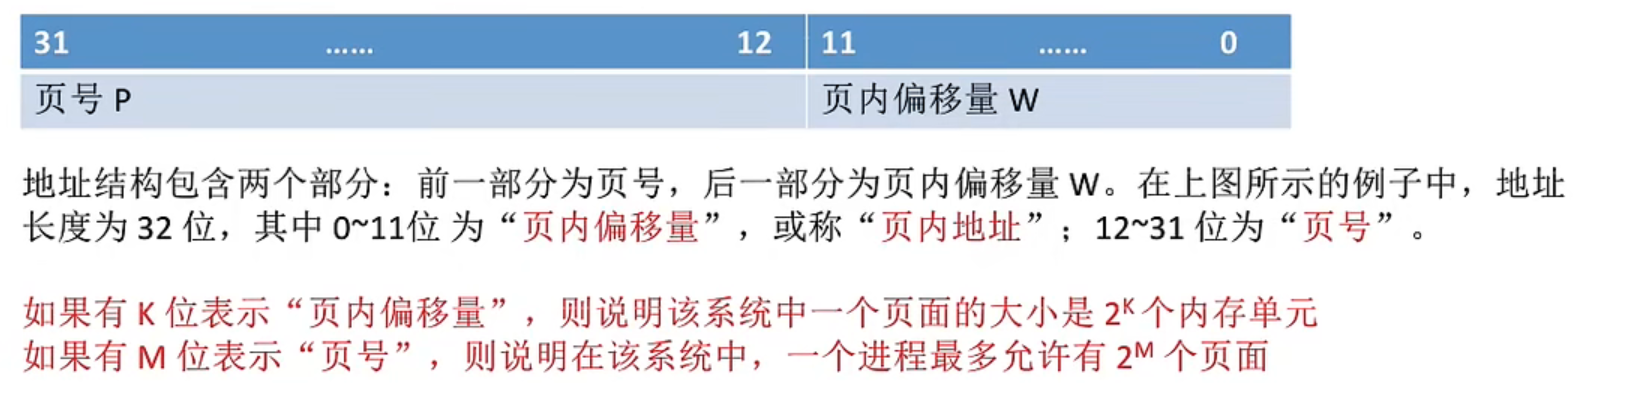 31 …… 12 11 …… 0
页号 P 页内偏移量 W
地址结构包含两个部分：前一部分为页号，后一部分为页内偏移量 W。在上图所示的例子中，地址
长度为 32 位，其中 0~11位 为“页内偏移量”，或称“页内地址”；12~31 位为“页号”。
如果有 K 位表示“页内偏移量”，则说明该系统中一个页面的大小是 2ᴷ 个内存单元
如果有 M 位表示“页号”，则说明在该系统中，一个进程最多允许有 2ᴹ 个页面